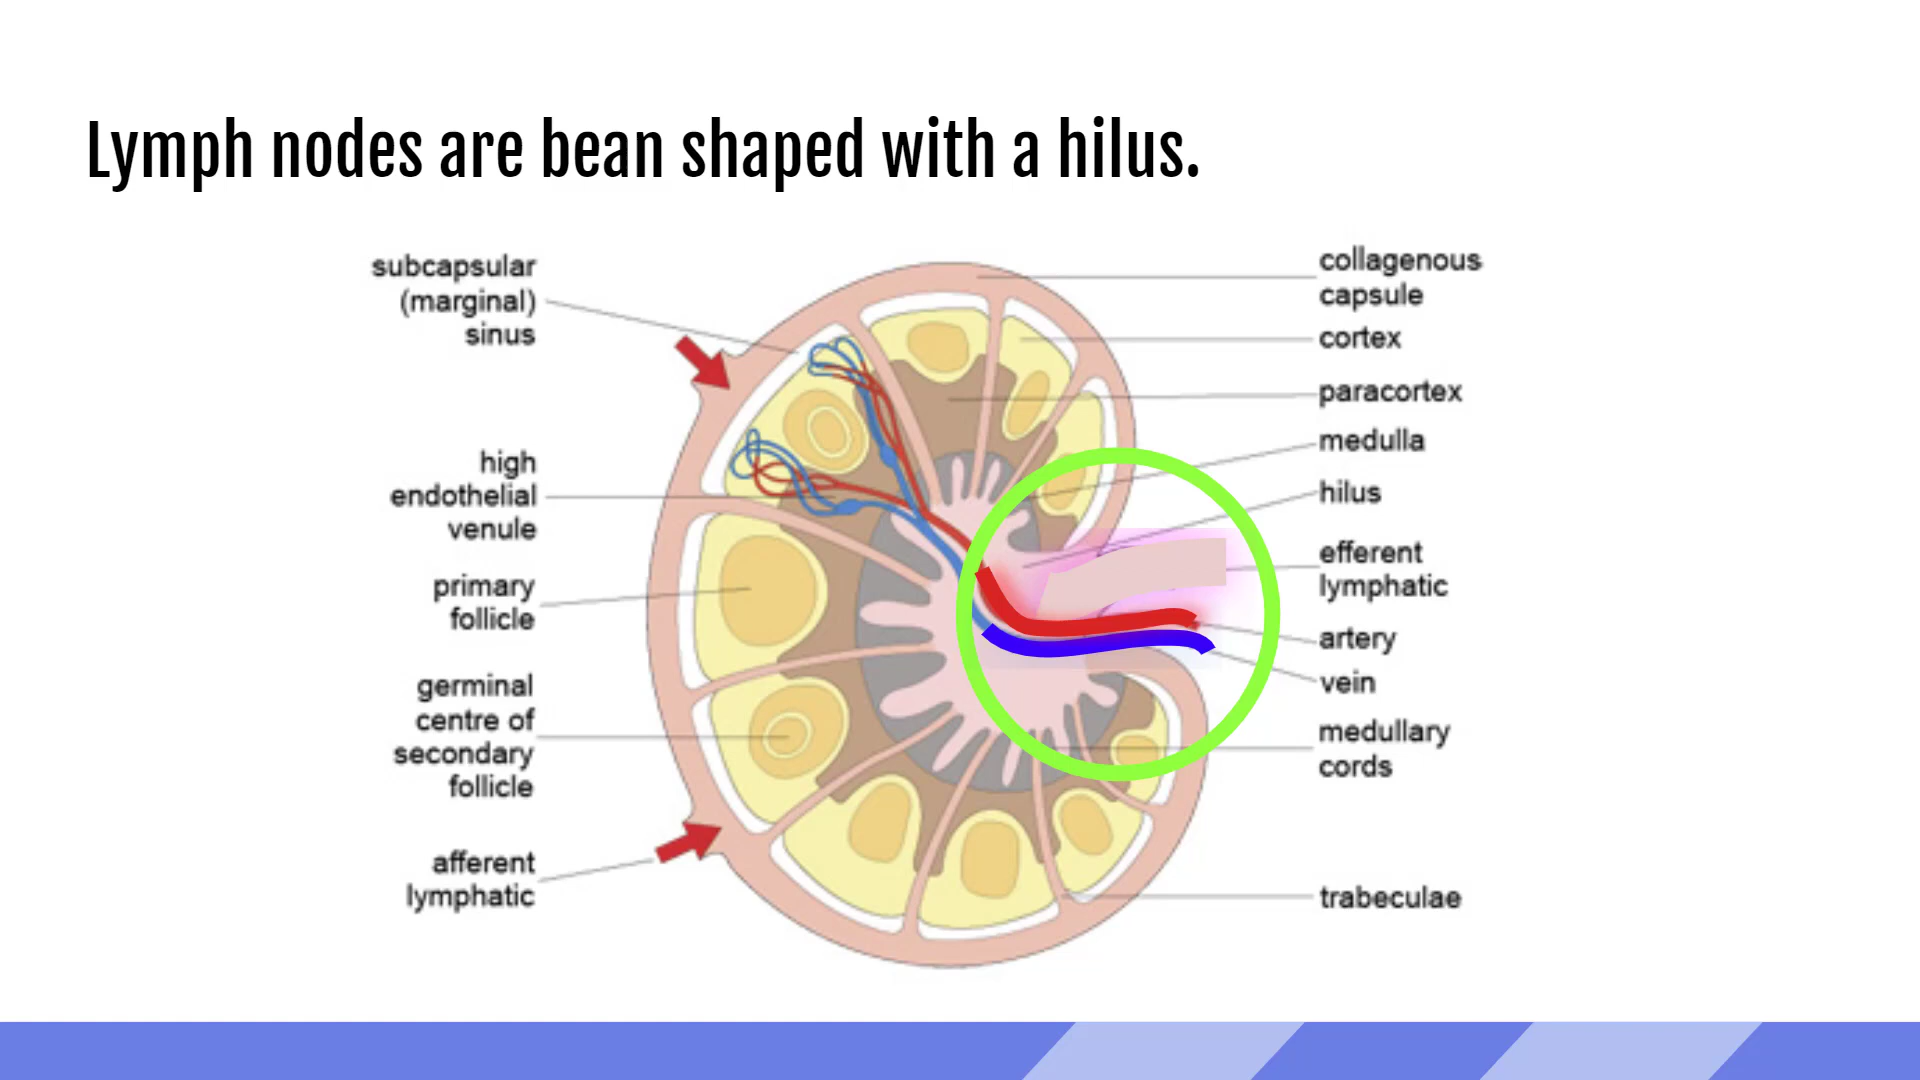 Lymph nodes are bean shaped with a hilus.
subcapsular
(marginal)
sinus
high
endothelial
venule
primary
follicle
germinal
centre of
secondary
follicle
afferent
lymphatic
collagenous
capsule
cortex
paracortex
medulla
hilus
efferent
lymphatic
artery
vein
medullary
cords
trabeculae